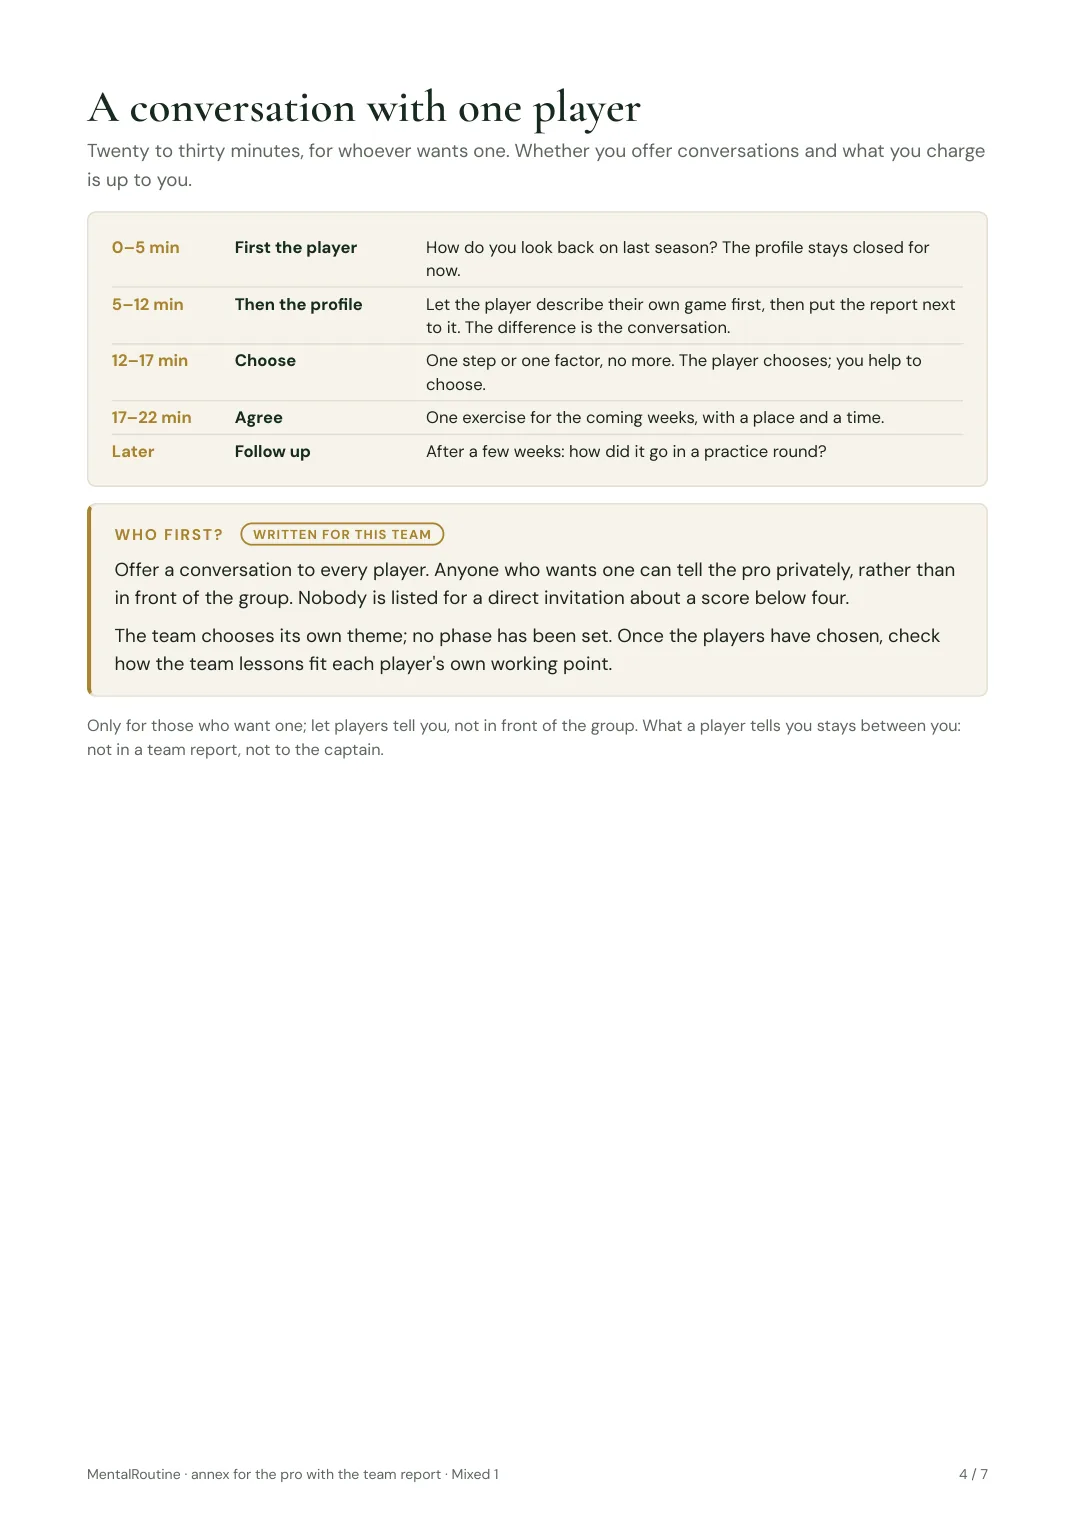 A conversation with one player
Twenty to thirty minutes, for whoever wants one. Whether you offer conversations and what you charge
is up to you.
0–5 min First the player How do you look back on last season? The profile stays closed for
now.
5–12 min Then the profile Let the player describe their own game first, then put the report next
to it. The difference is the conversation.
12–17 min Choose One step or one factor, no more. The player chooses; you help to
choose.
17–22 min Agree One exercise for the coming weeks, with a place and a time.
Later Follow up After a few weeks: how did it go in a practice round?
WHO FIRST? WRITTEN FOR THIS TEAM
Offer a conversation to every player. Anyone who wants one can tell the pro privately, rather than
in front of the group. Nobody is listed for a direct invitation about a score below four.
The team chooses its own theme; no phase has been set. Once the players have chosen, check
how the team lessons fit each player's own working point.
Only for those who want one; let players tell you, not in front of the group. What a player tells you stays between you:
not in a team report, not to the captain.
MentalRoutine · annex for the pro with the team report · Mixed 1 4 / 7